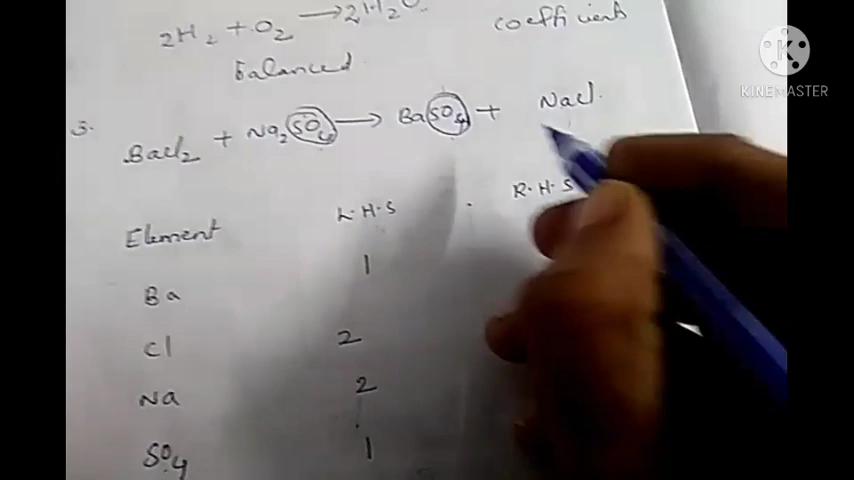 2H2 + O2 → 2H2O
coefficients
Balanced
KINEMASTER
3.
BaCl2 + Na2SO4 → BaSO4 + NaCl.
Element L.H.S R.H.S
Ba 1
Cl 2
Na 2
SO4 1